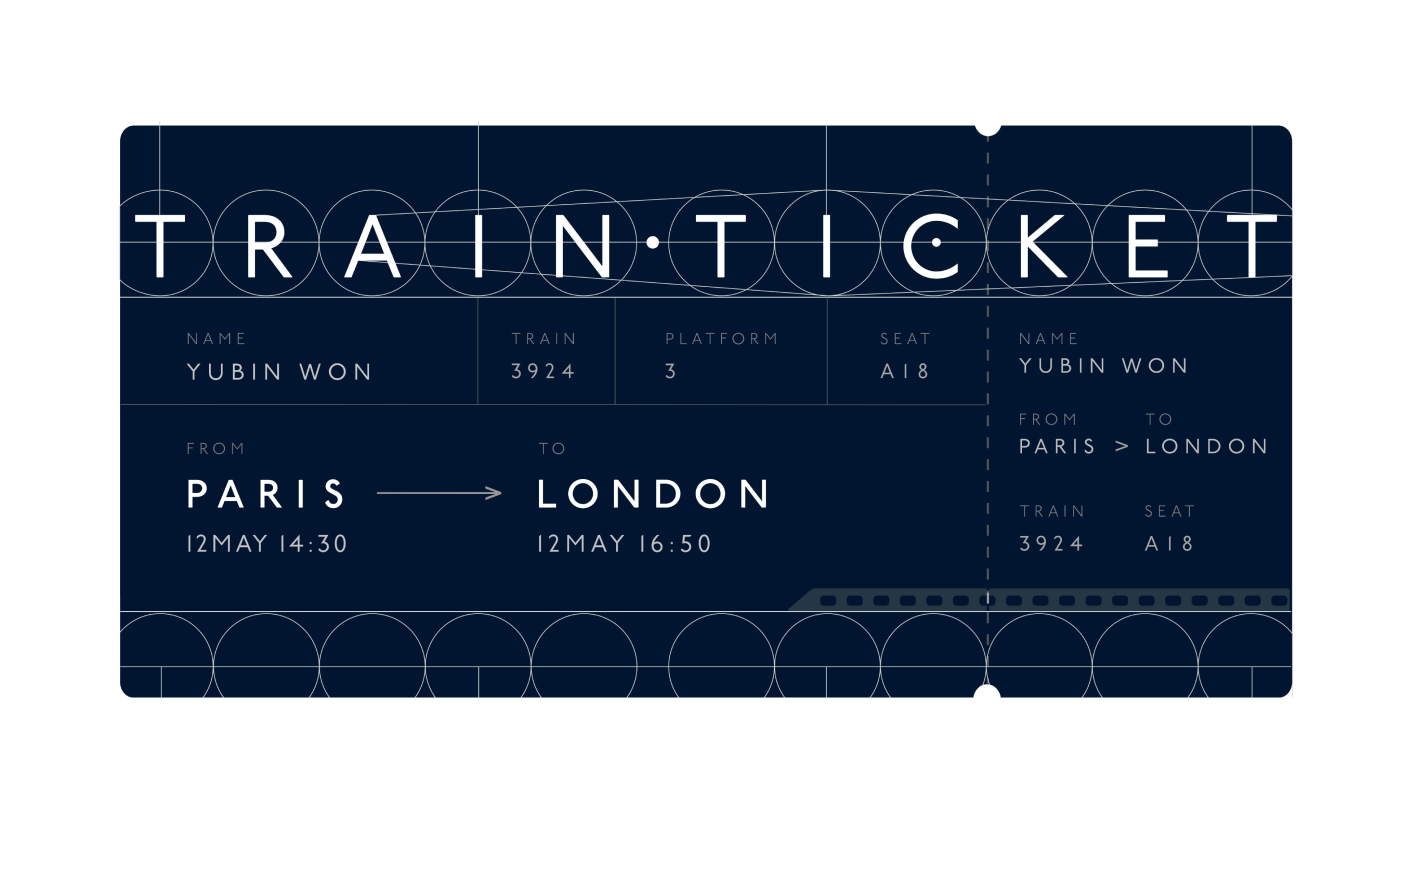 TRAIN·TICKET
NAME
YUBIN WON
TRAIN
3924
PLATFORM
3
SEAT
A18
FROM
PARIS
12MAY 14:30
TO
LONDON
12MAY 16:50
NAME
YUBIN WON
FROM TO
PARIS > LONDON
TRAIN SEAT
3924 A18